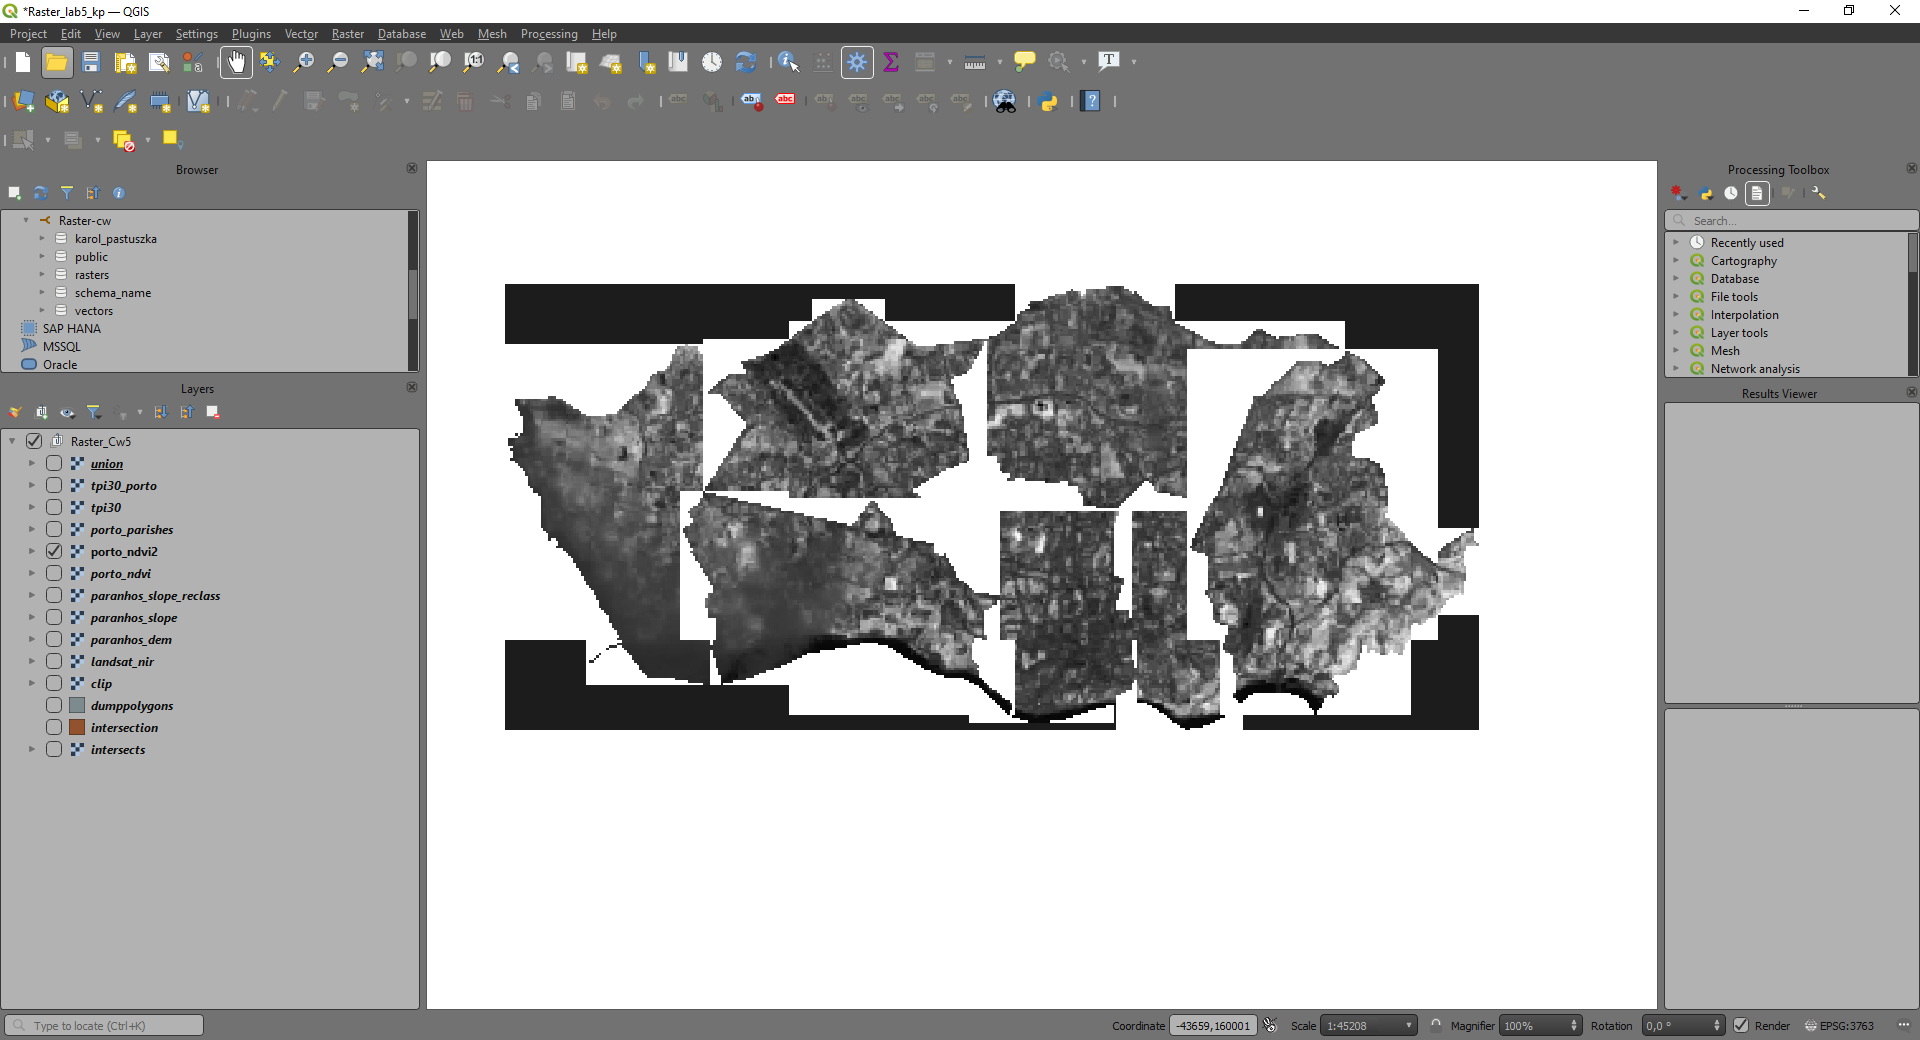 *Raster_lab5_kp — QGIS
Project Edit View Layer Settings Plugins Vector Raster Database Web Mesh Processing Help
Browser
Raster-cw
karol_pastuszka
public
rasters
schema_name
vectors
SAP HANA
MSSQL
Oracle
Layers
Raster_Cw5
union
tpi30_porto
tpi30
porto_parishes
porto_ndvi2
porto_ndvi
paranhos_slope_reclass
paranhos_slope
paranhos_dem
landsat_nir
clip
dumppolygons
intersection
intersects
Processing Toolbox
Search...
Recently used
Cartography
Database
File tools
Interpolation
Layer tools
Mesh
Network analysis
Results Viewer
Type to locate (Ctrl+K)
Coordinate -43659,160001 Scale 1:45208 Magnifier 100% Rotation 0,0 ° Render EPSG:3763